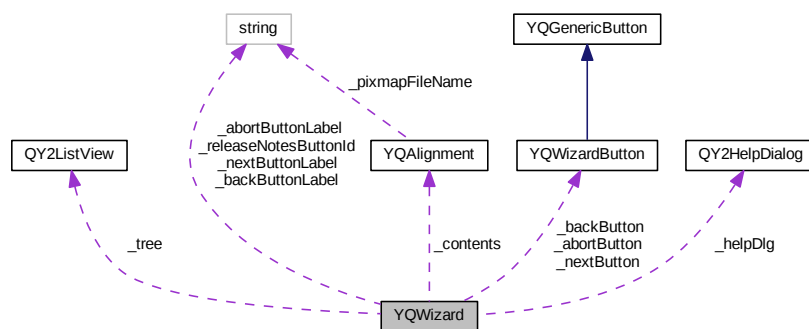 string
YQGenericButton
_pixmapFileName
_abortButtonLabel
_releaseNotesButtonId
_nextButtonLabel
_backButtonLabel
QY2ListView
YQAlignment
YQWizardButton
QY2HelpDialog
_tree
_contents
_backButton
_abortButton
_nextButton
_helpDlg
YQWizard